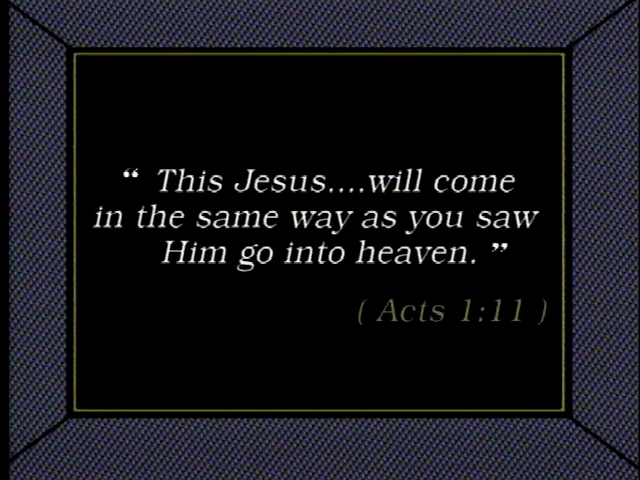 “ This Jesus....will come
in the same way as you saw
Him go into heaven. ”
( Acts 1:11 )